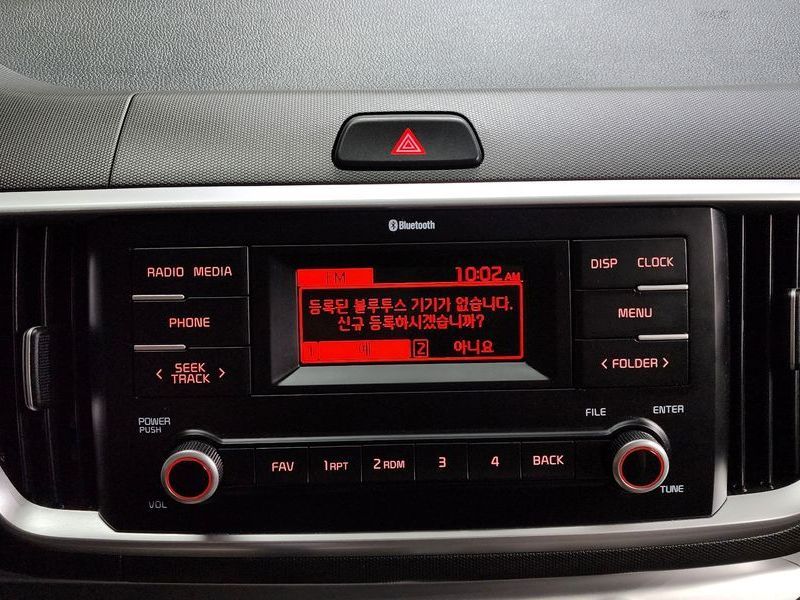 Bluetooth
RADIO MEDIA
PHONE
< SEEK >
TRACK
FM
10:02 AM
등록된 블루투스 기기가 없습니다.
신규 등록하시겠습니까?
1 예 2 아니요
DISP CLOCK
MENU
< FOLDER >
POWER
PUSH
VOL
FAV 1 RPT 2 RDM 3 4 BACK
FILE
ENTER
TUNE